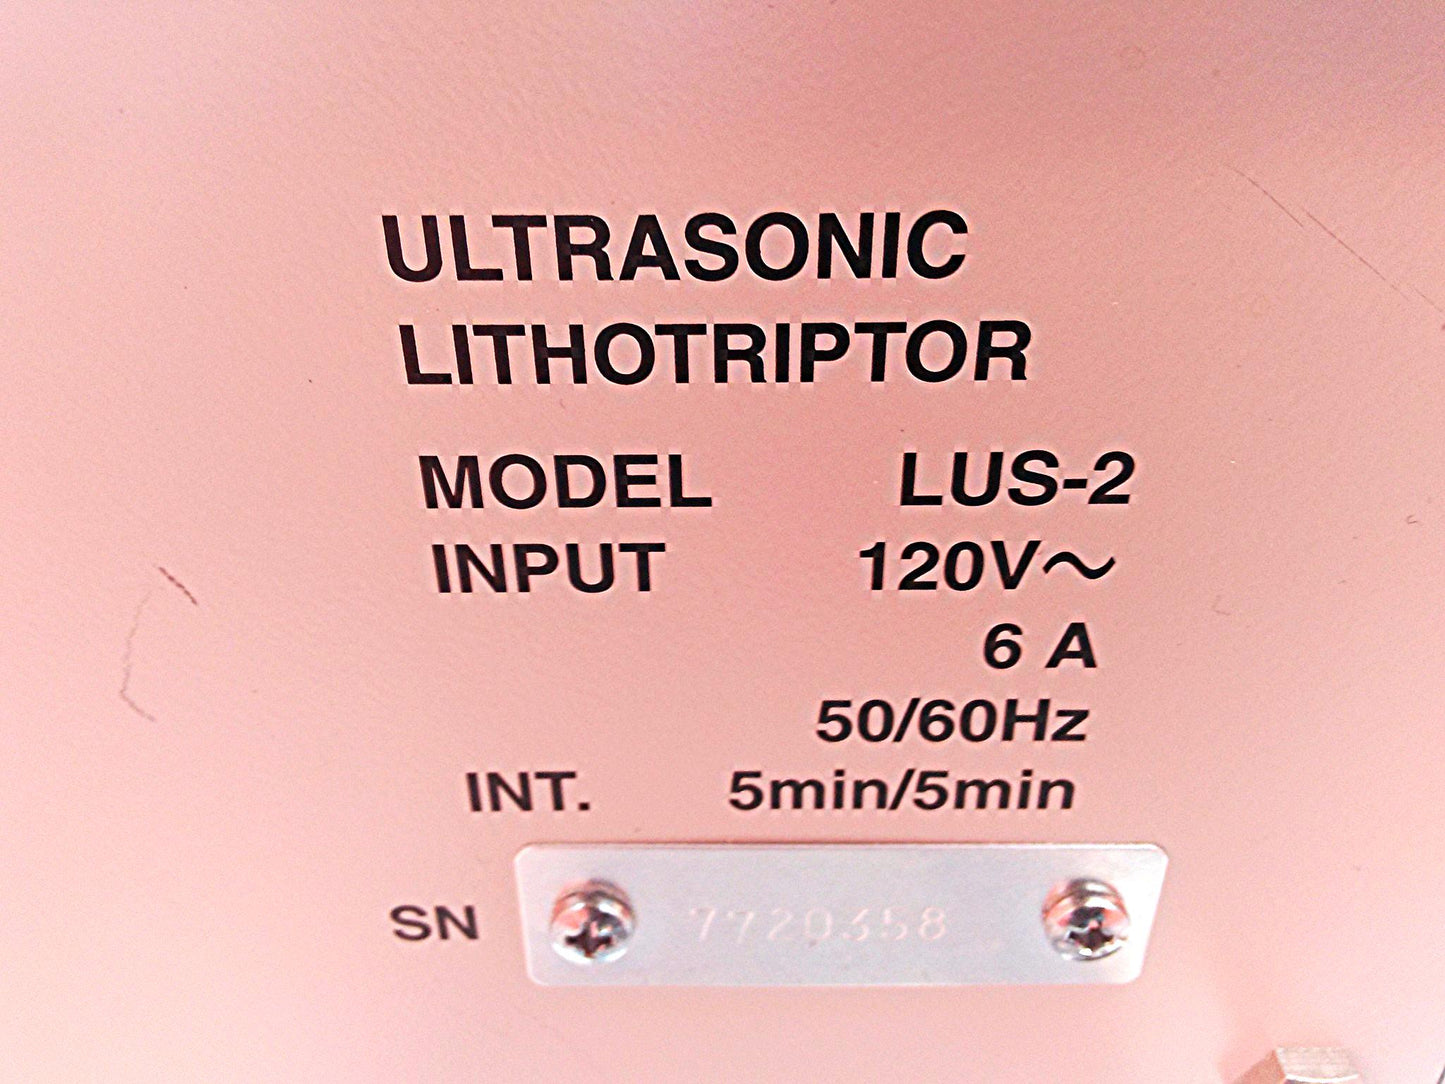 ULTRASONIC
LITHOTRIPTOR
MODEL LUS-2
INPUT 120V~
6 A
50/60Hz
INT. 5min/5min
SN 7720358